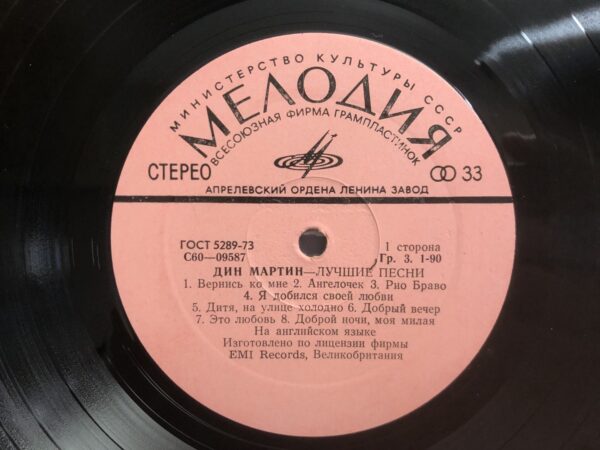 МИНИСТЕРСТВО КУЛЬТУРЫ СССР
МЕЛОДИЯ
ВСЕСОЮЗНАЯ ФИРМА ГРАМПЛАСТИНОК
СТЕРЕО 33
АПРЕЛЕВСКИЙ ОРДЕНА ЛЕНИНА ЗАВОД
ГОСТ 5289-73 1 сторона
С60—09587 Гр. 3. 1-90
ДИН МАРТИН—ЛУЧШИЕ ПЕСНИ
1. Вернись ко мне 2. Ангелочек 3. Рио Браво
4. Я добился своей любви
5. Дитя, на улице холодно 6. Добрый вечер
7. Это любовь 8. Доброй ночи, моя милая
На английском языке
Изготовлено по лицензии фирмы
EMI Records, Великобритания